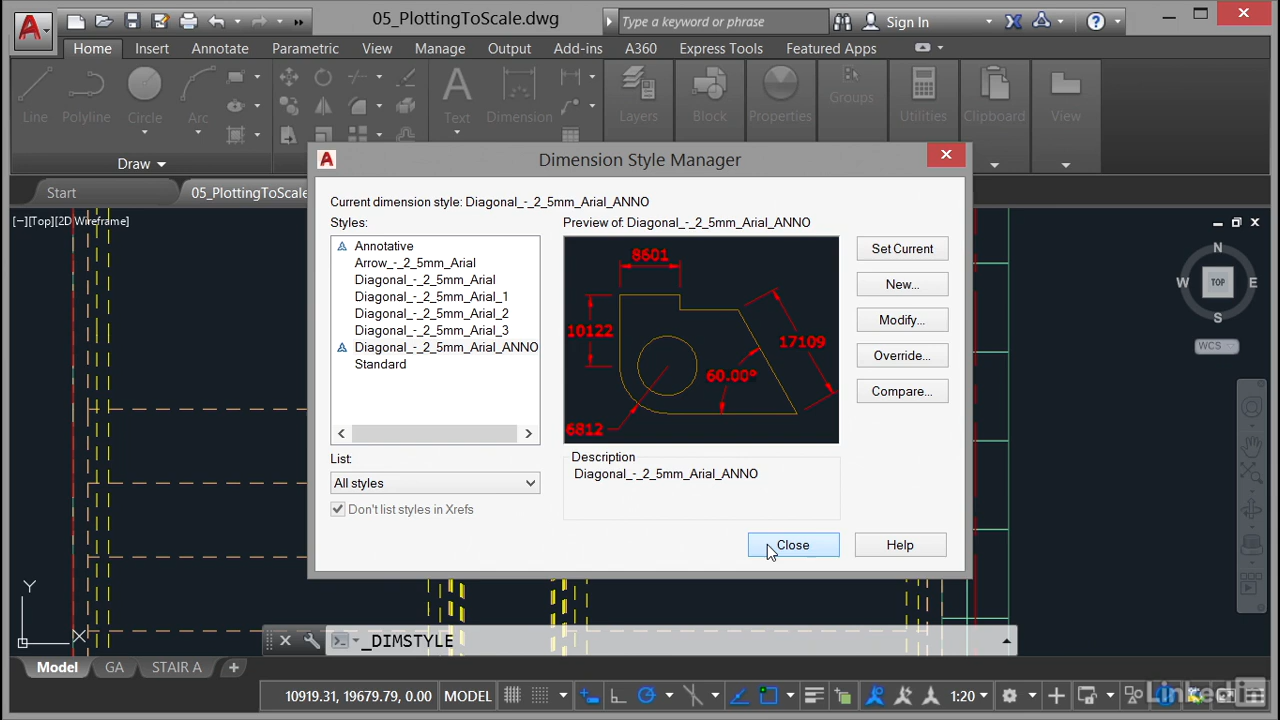 05_PlottingToScale.dwg
Type a keyword or phrase
Sign In
Home Insert Annotate Parametric View Manage Output Add-ins A360 Express Tools Featured Apps
Line Polyline Circle Arc Text Dimension Layers Block Properties Groups Utilities Clipboard View
Draw
Start 05_PlottingToScale
[−][Top][2D Wireframe]
Dimension Style Manager
Current dimension style: Diagonal_-_2_5mm_Arial_ANNO
Styles:
Annotative
Arrow_-_2_5mm_Arial
Diagonal_-_2_5mm_Arial
Diagonal_-_2_5mm_Arial_1
Diagonal_-_2_5mm_Arial_2
Diagonal_-_2_5mm_Arial_3
Diagonal_-_2_5mm_Arial_ANNO
Standard
List:
All styles
Don't list styles in Xrefs
Preview of: Diagonal_-_2_5mm_Arial_ANNO
8601
10122
17109
60.00°
6812
Description
Diagonal_-_2_5mm_Arial_ANNO
Set Current
New...
Modify...
Override...
Compare...
Close
Help
N
W TOP E
S
WCS
Y
X
_DIMSTYLE
Model GA STAIR A
10919.31, 19679.79, 0.00 MODEL 1:20
LinkedIn